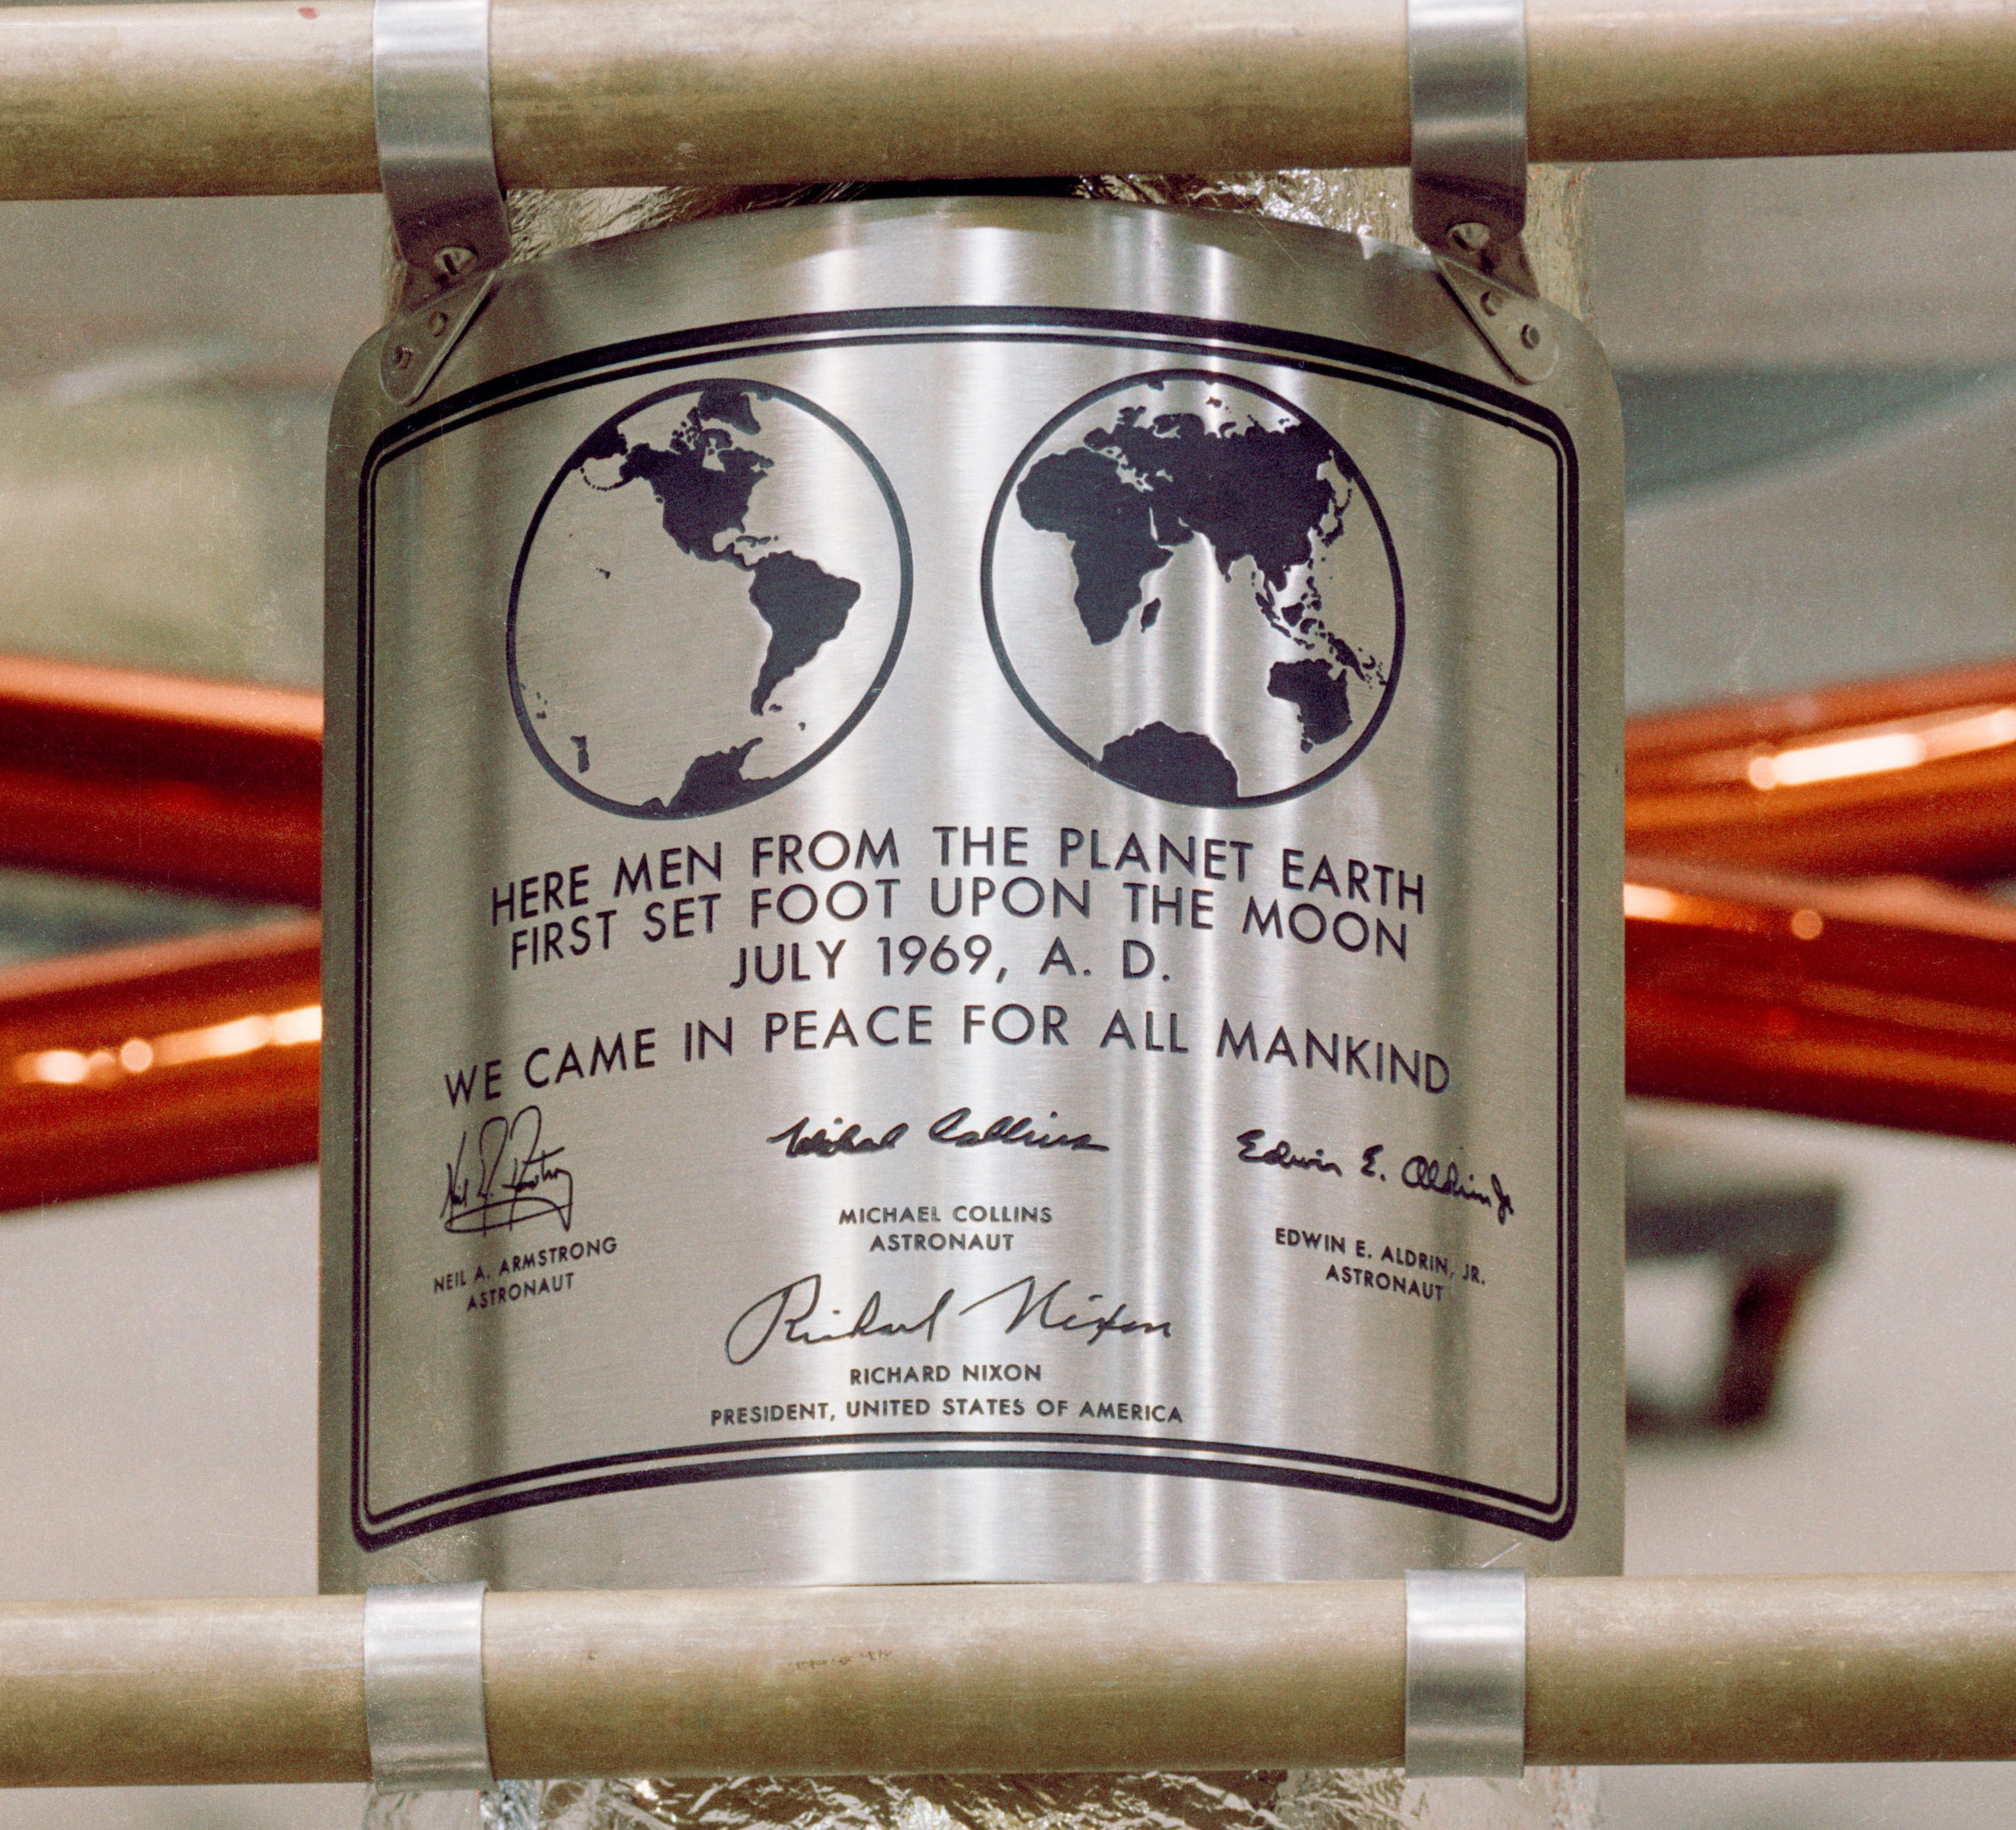 HERE MEN FROM THE PLANET EARTH
FIRST SET FOOT UPON THE MOON
JULY 1969, A. D.
WE CAME IN PEACE FOR ALL MANKIND
Neil A. Armstrong
NEIL A. ARMSTRONG
ASTRONAUT
Michael Collins
MICHAEL COLLINS
ASTRONAUT
Edwin E. Aldrin Jr
EDWIN E. ALDRIN, JR.
ASTRONAUT
Richard Nixon
RICHARD NIXON
PRESIDENT, UNITED STATES OF AMERICA